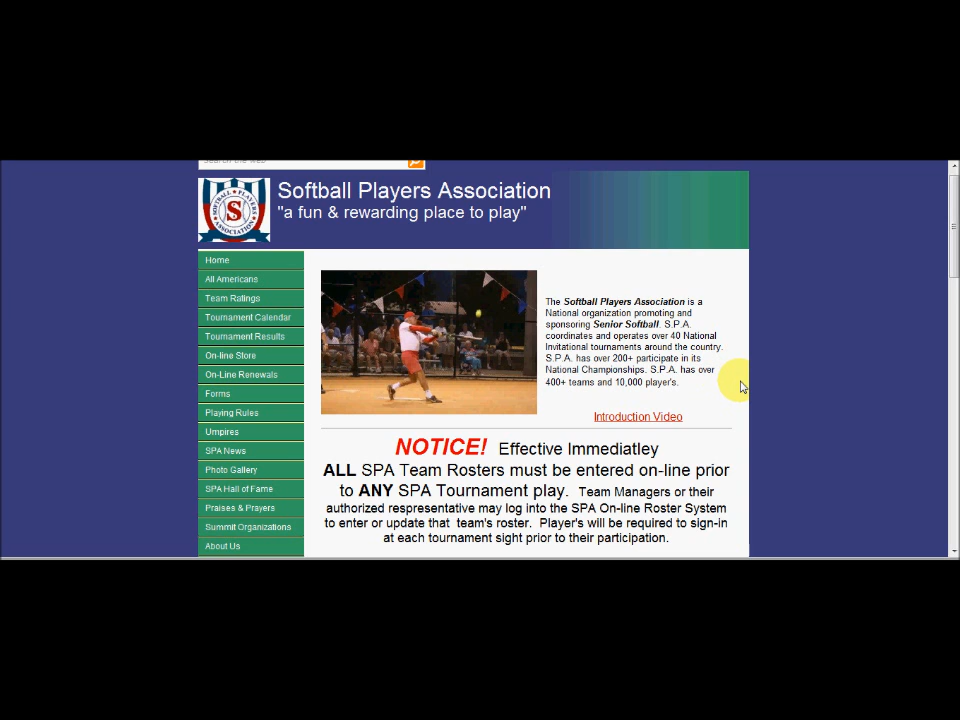 Search the web
Softball Players Association
"a fun & rewarding place to play"
SOFTBALL PLAYERS
S
ASSOCIATION
Home
All Americans
Team Ratings
Tournament Calendar
Tournament Results
On-line Store
On-Line Renewals
Forms
Playing Rules
Umpires
SPA News
Photo Gallery
SPA Hall of Fame
Praises & Prayers
Summit Organizations
About Us
The Softball Players Association is a
National organization promoting and
sponsoring Senior Softball. S.P.A.
coordinates and operates over 40 National
Invitational tournaments around the country.
S.P.A. has over 200+ participate in its
National Championships. S.P.A. has over
400+ teams and 10,000 player's.
Introduction Video
NOTICE! Effective Immediatley
ALL SPA Team Rosters must be entered on-line prior
to ANY SPA Tournament play. Team Managers or their
authorized respresentative may log into the SPA On-line Roster System
to enter or update that team's roster. Player's will be required to sign-in
at each tournament sight prior to their participation.